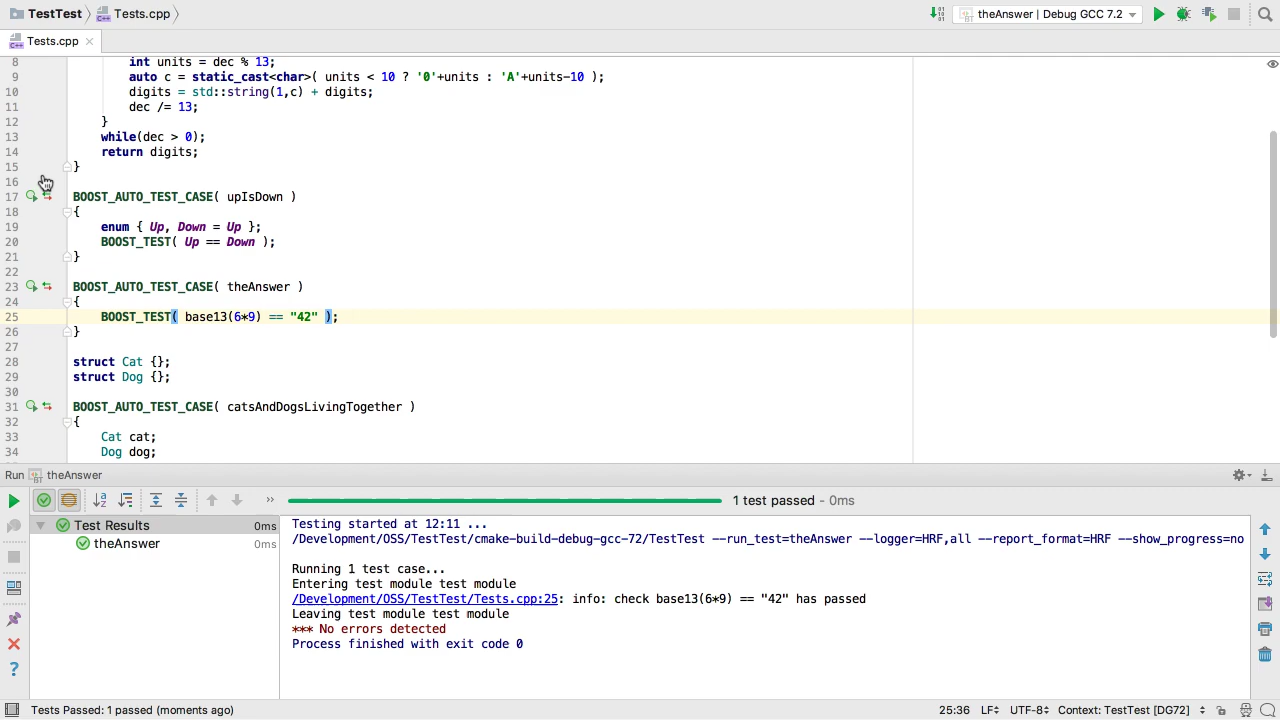 TestTest Tests.cpp theAnswer | Debug GCC 7.2
Tests.cpp
8 int units = dec % 13;
9 auto c = static_cast<char>( units < 10 ? '0'+units : 'A'+units-10 );
10 digits = std::string(1,c) + digits;
11 dec /= 13;
12 }
13 while(dec > 0);
14 return digits;
15 }
16
17 BOOST_AUTO_TEST_CASE( upIsDown )
18 {
19 enum { Up, Down = Up };
20 BOOST_TEST( Up == Down );
21 }
22
23 BOOST_AUTO_TEST_CASE( theAnswer )
24 {
25 BOOST_TEST( base13(6*9) == "42" );
26 }
27
28 struct Cat {};
29 struct Dog {};
30
31 BOOST_AUTO_TEST_CASE( catsAndDogsLivingTogether )
32 {
33 Cat cat;
34 Dog dog;
Run theAnswer
1 test passed - 0ms
Test Results 0ms
theAnswer 0ms
Testing started at 12:11 ...
/Development/OSS/TestTest/cmake-build-debug-gcc-72/TestTest --run_test=theAnswer --logger=HRF,all --report_format=HRF --show_progress=no
Running 1 test case...
Entering test module test module
/Development/OSS/TestTest/Tests.cpp:25: info: check base13(6*9) == "42" has passed
Leaving test module test module
*** No errors detected
Process finished with exit code 0
Tests Passed: 1 passed (moments ago) 25:36 LF UTF-8 Context: TestTest [DG72]